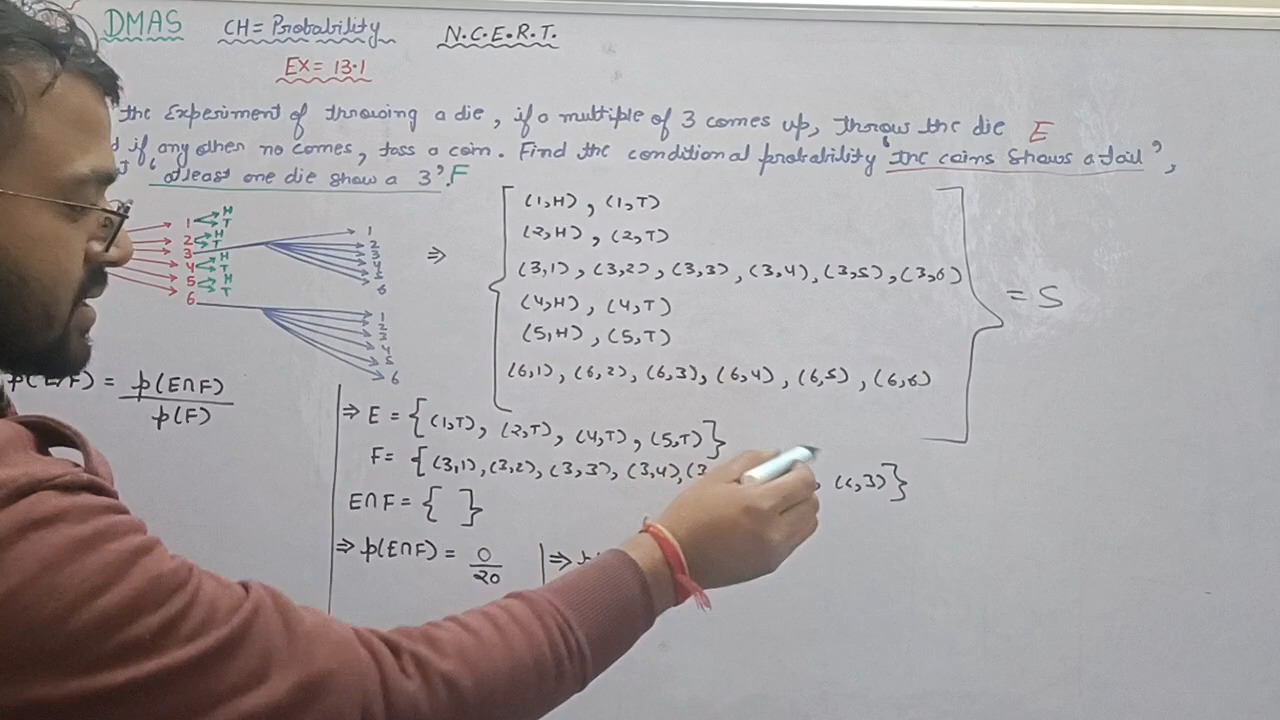 DMAS CH = Probability N.C.E.R.T.
EX = 13.1
the Experiment of throwing a die, if a multiple of 3 comes up, throw the die E
if any other no comes, toss a coin. Find the conditional probability 'the coins shows a tail',
'atleast one die show a 3'. F
1 H T
2 H T
3
4 H T
5 H T
6
1
2
3
4
5
6
1
2
3
4
5
6
⇒
(1,H), (1,T)
(2,H), (2,T)
(3,1), (3,2), (3,3), (3,4), (3,5), (3,6)
(4,H), (4,T)
(5,H), (5,T)
(6,1), (6,2), (6,3), (6,4), (6,5), (6,6)
= S
p(E/F) = p(E∩F)
p(F)
⇒ E = {(1,T), (2,T), (4,T), (5,T)}
F = {(3,1), (3,2), (3,3), (3,4), (3 , (6,3)}
E∩F = { }
⇒ p(E∩F) = 0/20 ⇒